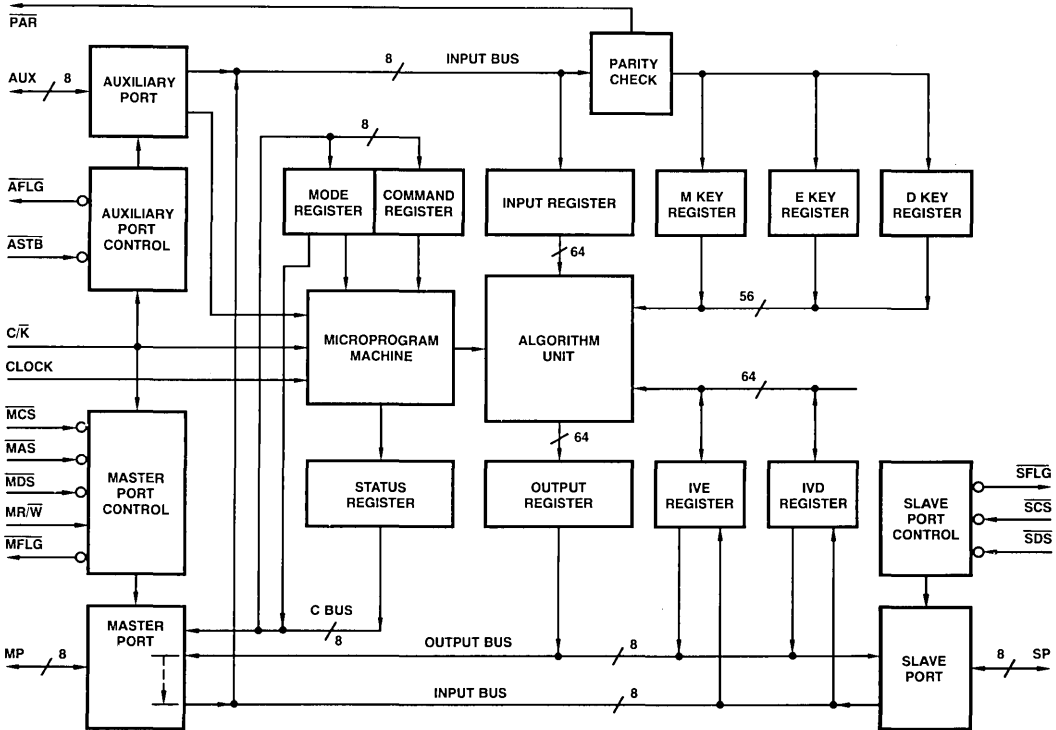 PAR
AUX
8
AUXILIARY
PORT
8
INPUT BUS
PARITY
CHECK
8
AFLG
ASTB
AUXILIARY
PORT
CONTROL
MODE
REGISTER
COMMAND
REGISTER
INPUT REGISTER
M KEY
REGISTER
E KEY
REGISTER
D KEY
REGISTER
64
56
C/K
CLOCK
MICROPROGRAM
MACHINE
ALGORITHM
UNIT
64
64
MCS
MAS
MDS
MR/W
MFLG
MASTER
PORT
CONTROL
STATUS
REGISTER
OUTPUT
REGISTER
IVE
REGISTER
IVD
REGISTER
SLAVE
PORT
CONTROL
SFLG
SCS
SDS
MASTER
PORT
C BUS
8
MP
8
OUTPUT BUS
8
INPUT BUS
8
SLAVE
PORT
8
SP